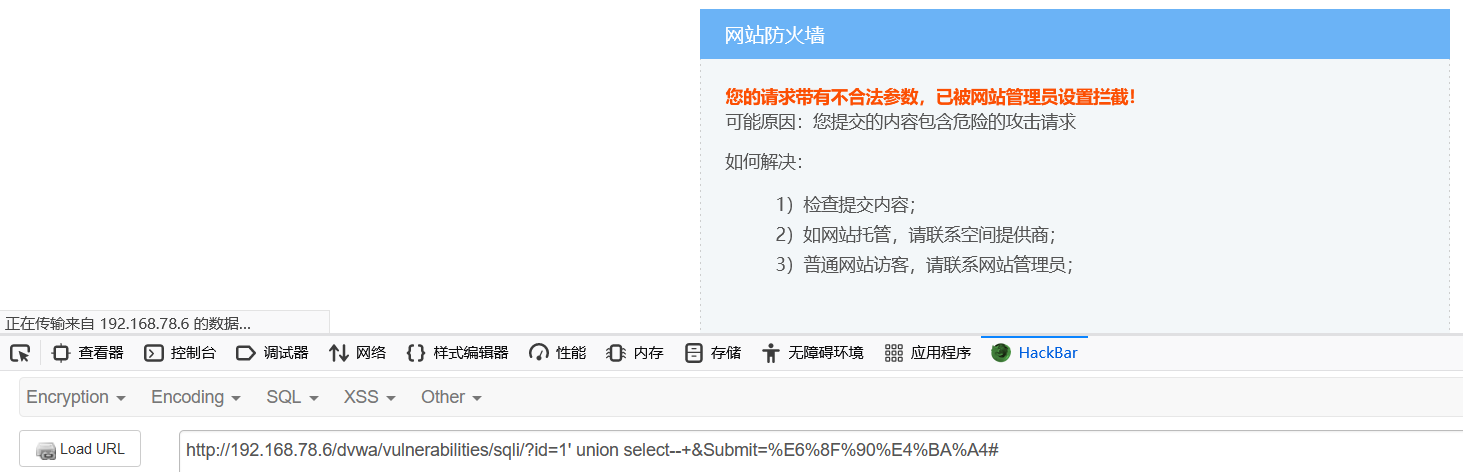 网站防火墙
您的请求带有不合法参数，已被网站管理员设置拦截！
可能原因：您提交的内容包含危险的攻击请求
如何解决：
1）检查提交内容；
2）如网站托管，请联系空间提供商；
3）普通网站访客，请联系网站管理员；
正在传输来自 192.168.78.6 的数据...
查看器 控制台 调试器 网络 样式编辑器 性能 内存 存储 无障碍环境 应用程序 HackBar
Encryption Encoding SQL XSS Other
Load URL http://192.168.78.6/dvwa/vulnerabilities/sqli/?id=1' union select--+&Submit=%E6%8F%90%E4%BA%A4#